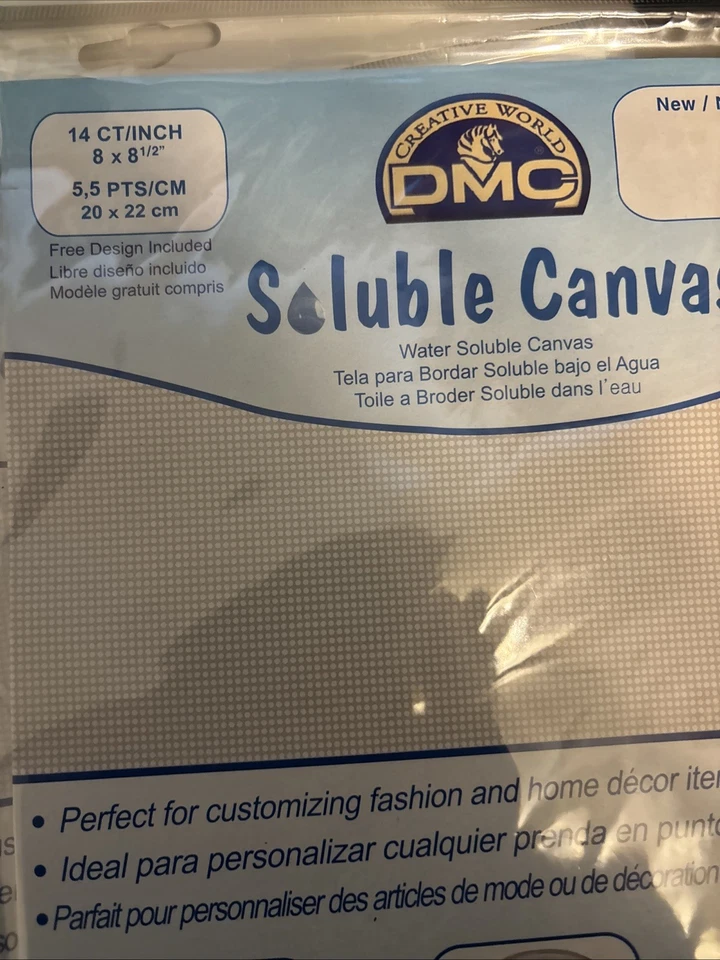 14 CT/INCH
8 x 8 1/2"
5,5 PTS/CM
20 x 22 cm
Free Design Included
Libre diseño incluido
Modèle gratuit compris
CREATIVE WORLD
DMC
®
New /
Soluble Canvas
Water Soluble Canvas
Tela para Bordar Soluble bajo el Agua
Toile a Broder Soluble dans l'eau
• Perfect for customizing fashion and home décor
• Ideal para personalizar cualquier prenda en
• Parfait pour personnaliser des articles de mode ou de décoration